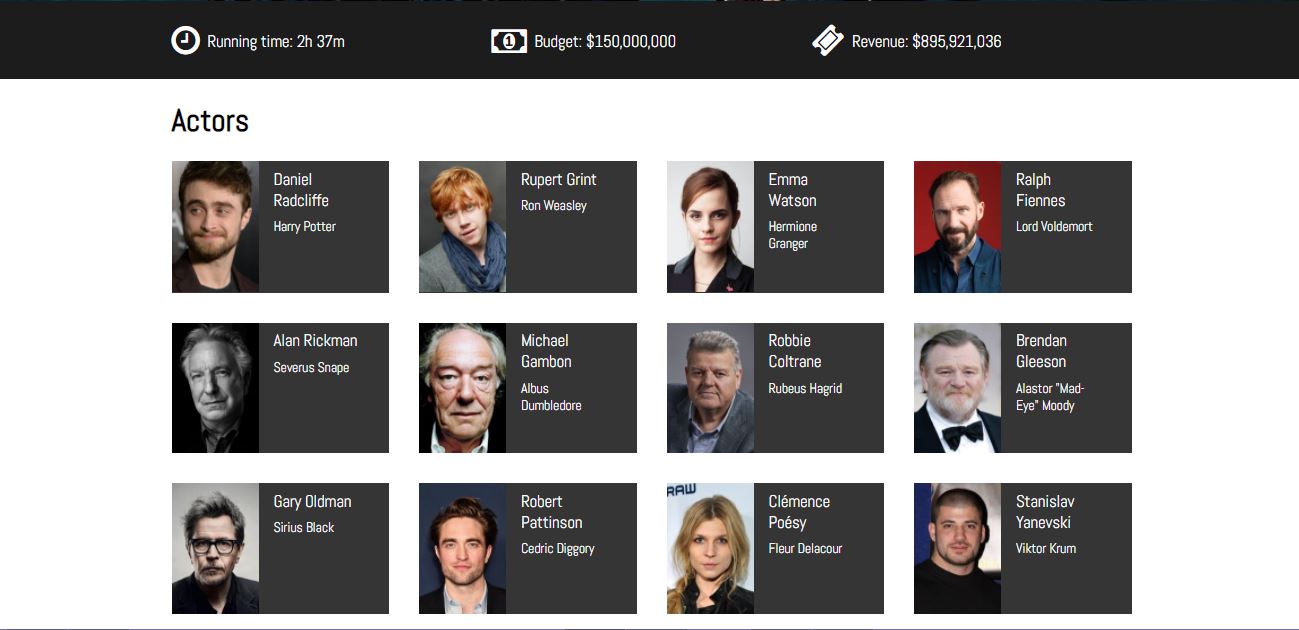 Running time: 2h 37m
Budget: $150,000,000
Revenue: $895,921,036
Actors
Daniel
Radcliffe
Harry Potter
Rupert Grint
Ron Weasley
Emma
Watson
Hermione
Granger
Ralph
Fiennes
Lord Voldemort
Alan Rickman
Severus Snape
Michael
Gambon
Albus
Dumbledore
Robbie
Coltrane
Rubeus Hagrid
Brendan
Gleeson
Alastor "Mad-
Eye" Moody
Gary Oldman
Sirius Black
Robert
Pattinson
Cedric Diggory
RAW
Clémence
Poésy
Fleur Delacour
Stanislav
Yanevski
Viktor Krum